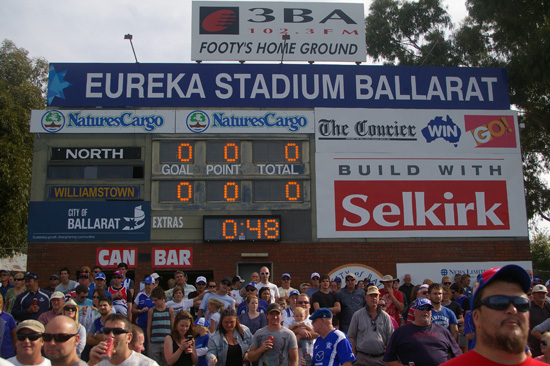 3BA
102.3FM
FOOTY'S HOME GROUND
EUREKA STADIUM BALLARAT
NaturesCargo NaturesCargo
The Courier WIN GO!
NORTH 0 0 0
GOAL POINT TOTAL
WILLIAMSTOWN 0 0 0
BUILD WITH
Selkirk
CITY OF
BALLARAT
EXTRAS 0:48
CAN BAR